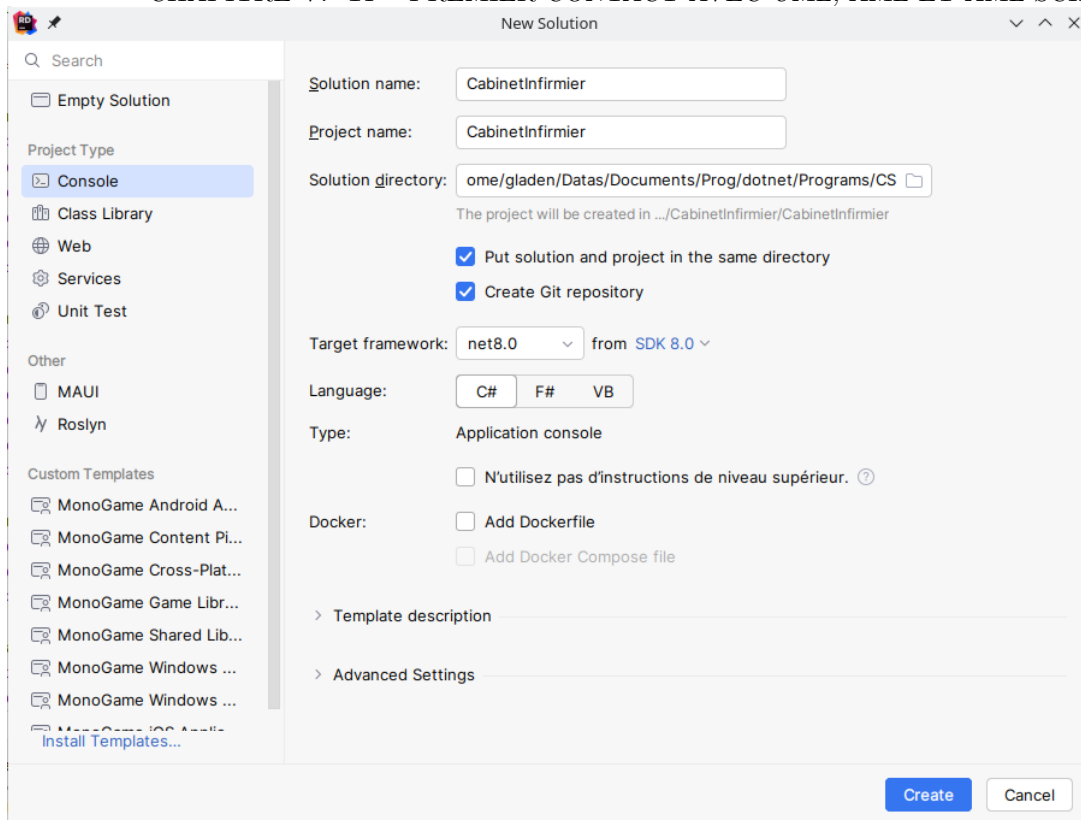 RD
New Solution
Search
Empty Solution
Project Type
Console
Class Library
Web
Services
Unit Test
Other
MAUI
Roslyn
Custom Templates
MonoGame Android A...
MonoGame Content Pi...
MonoGame Cross-Plat...
MonoGame Game Libr...
MonoGame Shared Lib...
MonoGame Windows ...
MonoGame Windows ...
Install Templates...
Solution name: CabinetInfirmier
Project name: CabinetInfirmier
Solution directory: ome/gladen/Datas/Documents/Prog/dotnet/Programs/CS
The project will be created in .../CabinetInfirmier/CabinetInfirmier
Put solution and project in the same directory
Create Git repository
Target framework: net8.0 from SDK 8.0
Language: C# F# VB
Type: Application console
N'utilisez pas d'instructions de niveau supérieur. ?
Docker: Add Dockerfile
Add Docker Compose file
Template description
Advanced Settings
Create Cancel